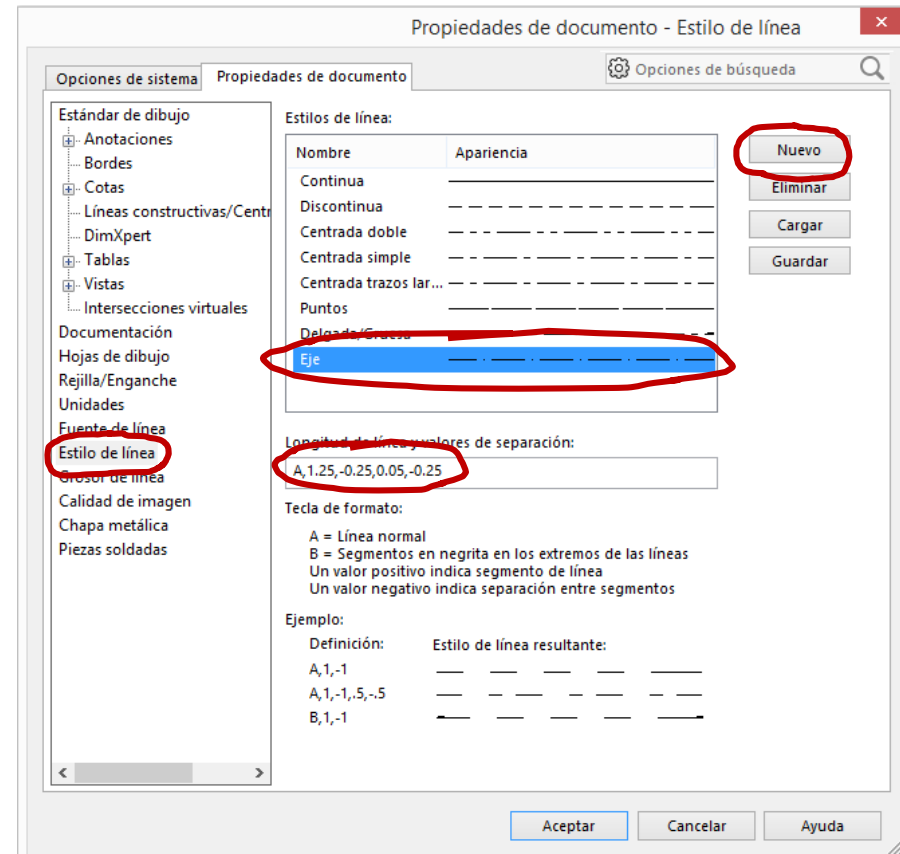 Propiedades de documento - Estilo de línea
Opciones de sistema
Propiedades de documento
Opciones de búsqueda
Estándar de dibujo
Anotaciones
Bordes
Cotas
Líneas constructivas/Centr
DimXpert
Tablas
Vistas
Intersecciones virtuales
Documentación
Hojas de dibujo
Rejilla/Enganche
Unidades
Fuente de línea
Estilo de línea
Grosor de línea
Calidad de imagen
Chapa metálica
Piezas soldadas
Estilos de línea:
Nombre Apariencia
Continua
Discontinua
Centrada doble
Centrada simple
Centrada trazos lar...
Puntos
Delgada/Gruesa
Eje
Nuevo
Eliminar
Cargar
Guardar
Longitud de línea y valores de separación:
A,1.25,-0.25,0.05,-0.25
Tecla de formato:
A = Línea normal
B = Segmentos en negrita en los extremos de las líneas
Un valor positivo indica segmento de línea
Un valor negativo indica separación entre segmentos
Ejemplo:
Definición: Estilo de línea resultante:
A,1,-1
A,1,-1,.5,-.5
B,1,-1
Aceptar Cancelar Ayuda